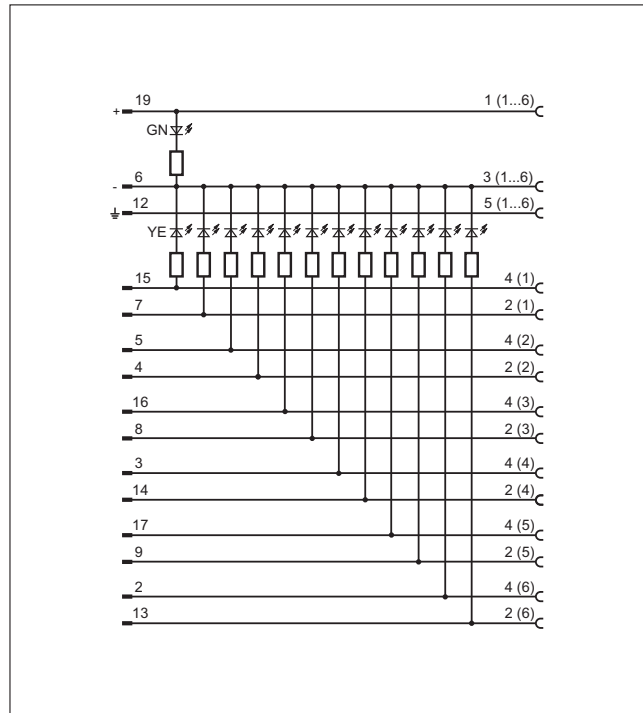 + 19 1 (1...6)
GN
- 6 3 (1...6)
12 5 (1...6)
YE
15 4 (1)
7 2 (1)
5 4 (2)
4 2 (2)
16 4 (3)
8 2 (3)
3 4 (4)
14 2 (4)
17 4 (5)
9 2 (5)
2 4 (6)
13 2 (6)